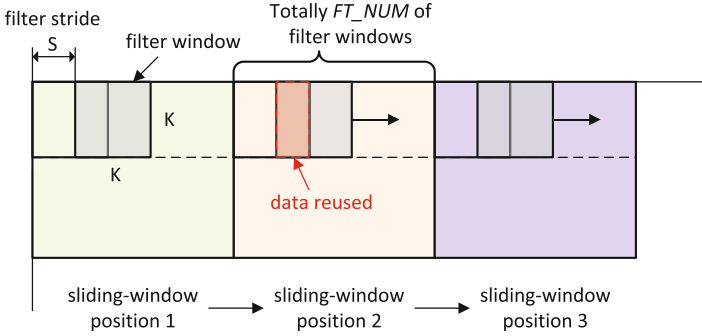 filter stride
S
filter window
Totally FT_NUM of
filter windows
K
K
data reused
sliding-window
position 1
sliding-window
position 2
sliding-window
position 3